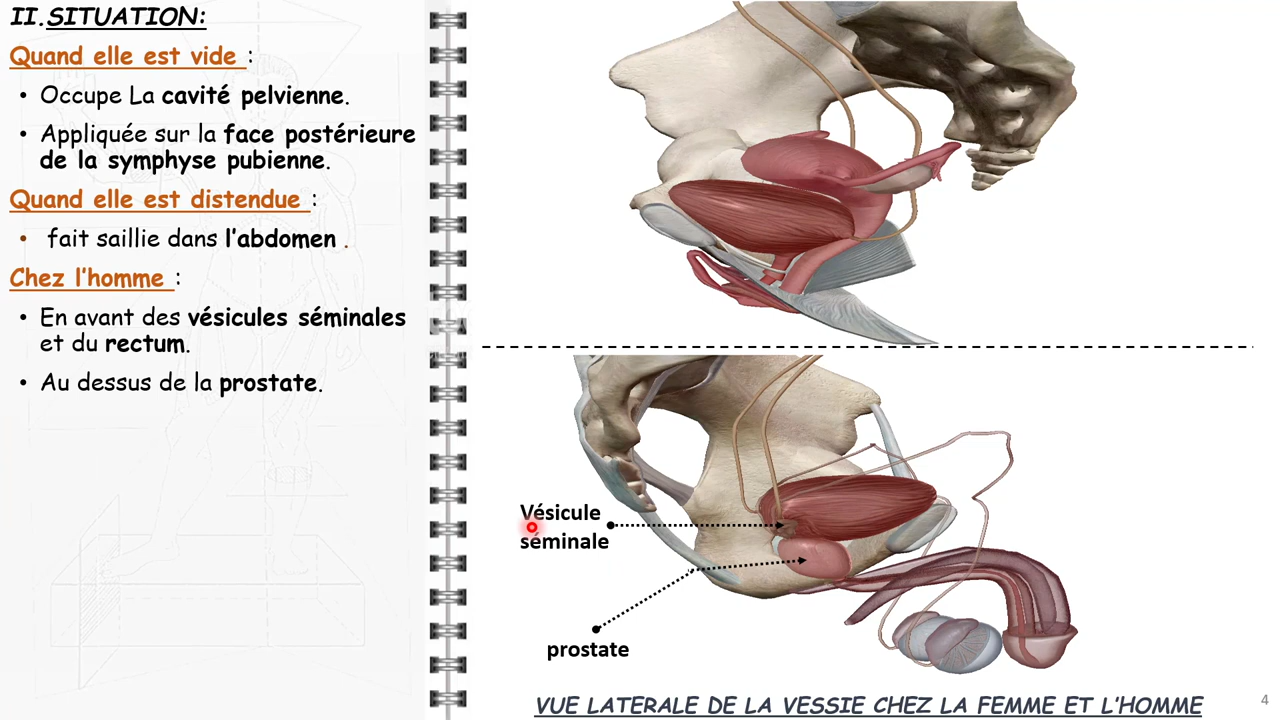 II.SITUATION:
Quand elle est vide :
• Occupe La cavité pelvienne.
• Appliquée sur la face postérieure
de la symphyse pubienne.
Quand elle est distendue :
• fait saillie dans l'abdomen .
Chez l'homme :
• En avant des vésicules séminales
et du rectum.
• Au dessus de la prostate.
Vésicule
séminale
prostate
VUE LATERALE DE LA VESSIE CHEZ LA FEMME ET L'HOMME
4